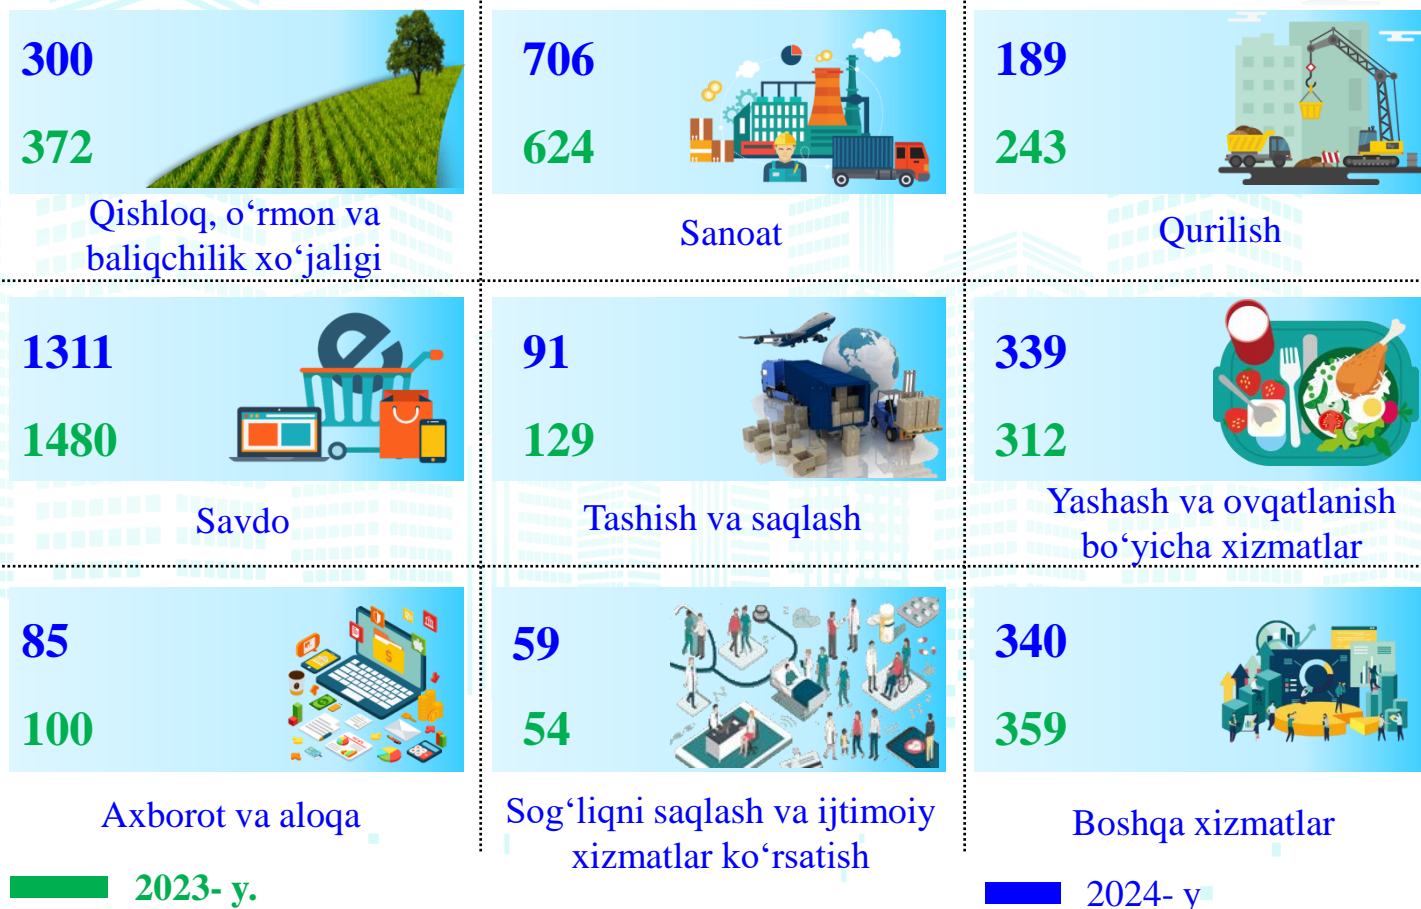 300
372
Qishloq, o‘rmon va
baliqchilik xo‘jaligi
706
624
Sanoat
189
243
Qurilish
1311
1480
Savdo
91
129
Tashish va saqlash
339
312
Yashash va ovqatlanish
bo‘yicha xizmatlar
85
100
Axborot va aloqa
59
54
Sog‘liqni saqlash va ijtimoiy
xizmatlar ko‘rsatish
340
359
Boshqa xizmatlar
2023- y.
2024- y